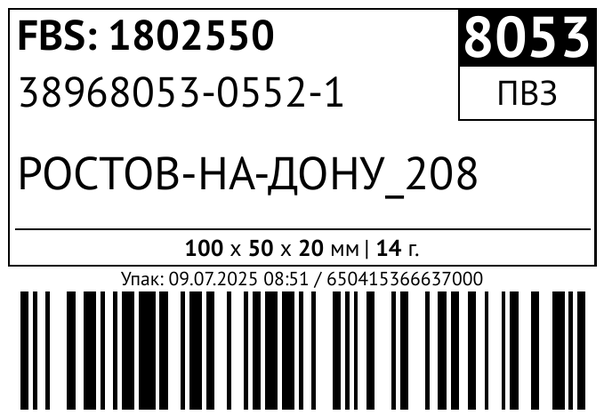 FBS: 1802550
8053
38968053-0552-1
ПВЗ
РОСТОВ-НА-ДОНУ_208
100 x 50 x 20 мм | 14 г.
Упак: 09.07.2025 08:51 / 650415366637000